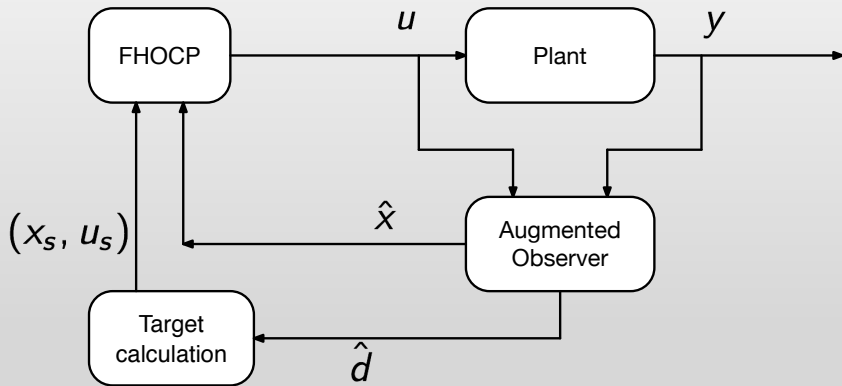 u
y
FHOCP
Plant
x̂
(xₛ, uₛ)
Augmented
Observer
Target
calculation
d̂